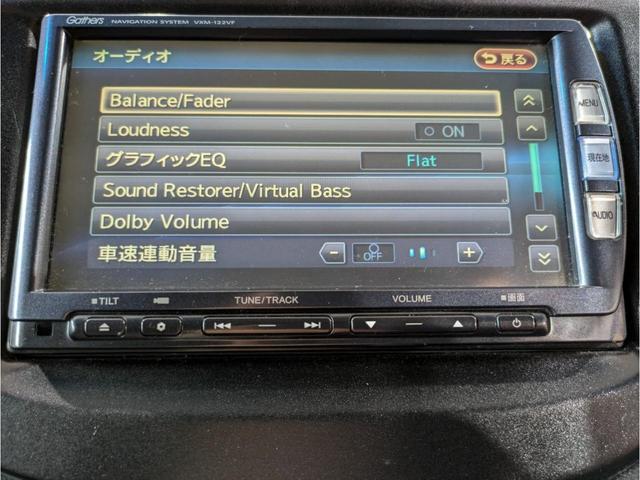 Gathers NAVIGATION SYSTEM VXM-122VF
オーディオ
戻る
Balance/Fader
MENU
Loudness ON
グラフィックEQ Flat
現在地
Sound Restorer/Virtual Bass
Dolby Volume
AUDIO
車速連動音量 - OFF +
TILT TUNE/TRACK VOLUME 画面